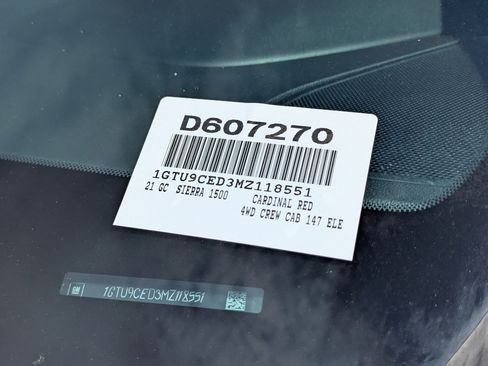 D607270
1GTU9CED3MZ118551
21 GC SIERRA 1500 CARDINAL RED
4WD CREW CAB 147 ELE
GM 1GTU9CED3MZ118551